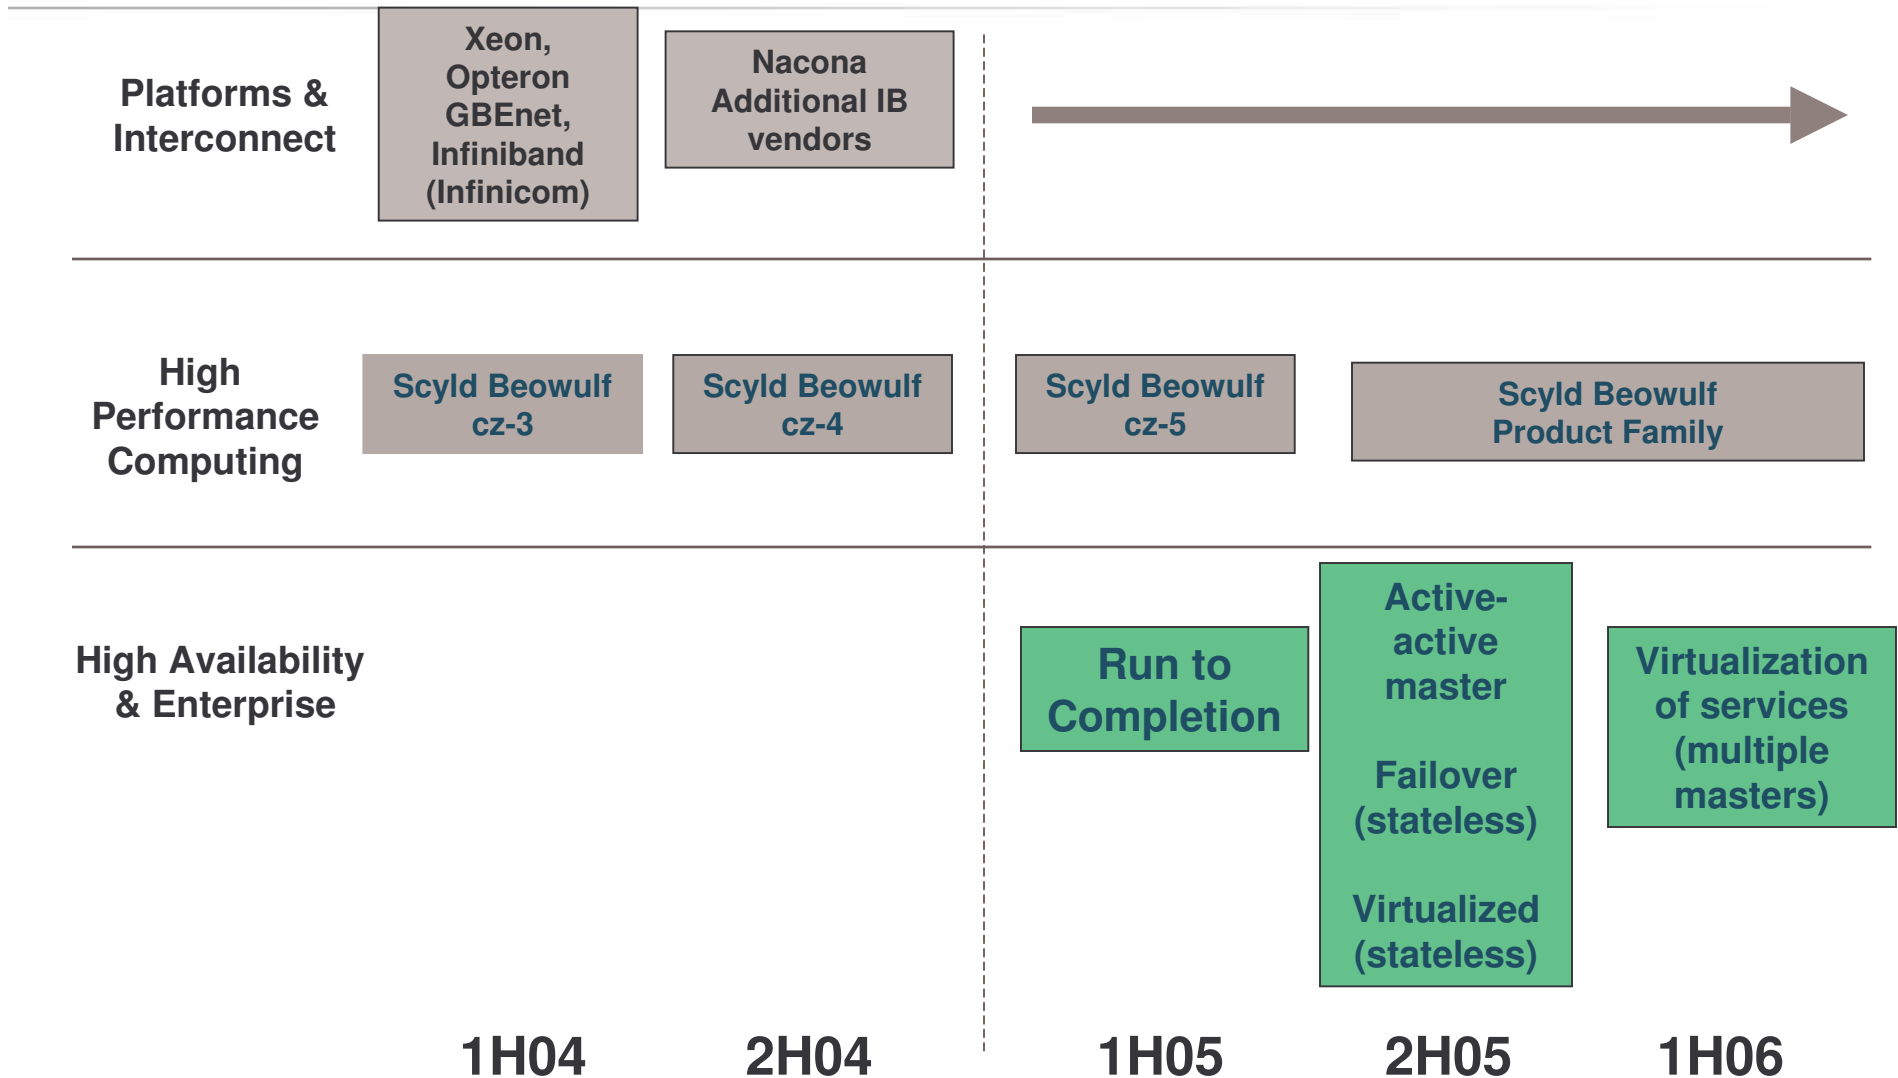 Platforms &
Interconnect
Xeon,
Opteron
GBEnet,
Infiniband
(Infinicom)
Nacona
Additional IB
vendors
High
Performance
Computing
Scyld Beowulf
cz-3
Scyld Beowulf
cz-4
Scyld Beowulf
cz-5
Scyld Beowulf
Product Family
High Availability
& Enterprise
Run to
Completion
Active-
active
master
Failover
(stateless)
Virtualized
(stateless)
Virtualization
of services
(multiple
masters)
1H04
2H04
1H05
2H05
1H06